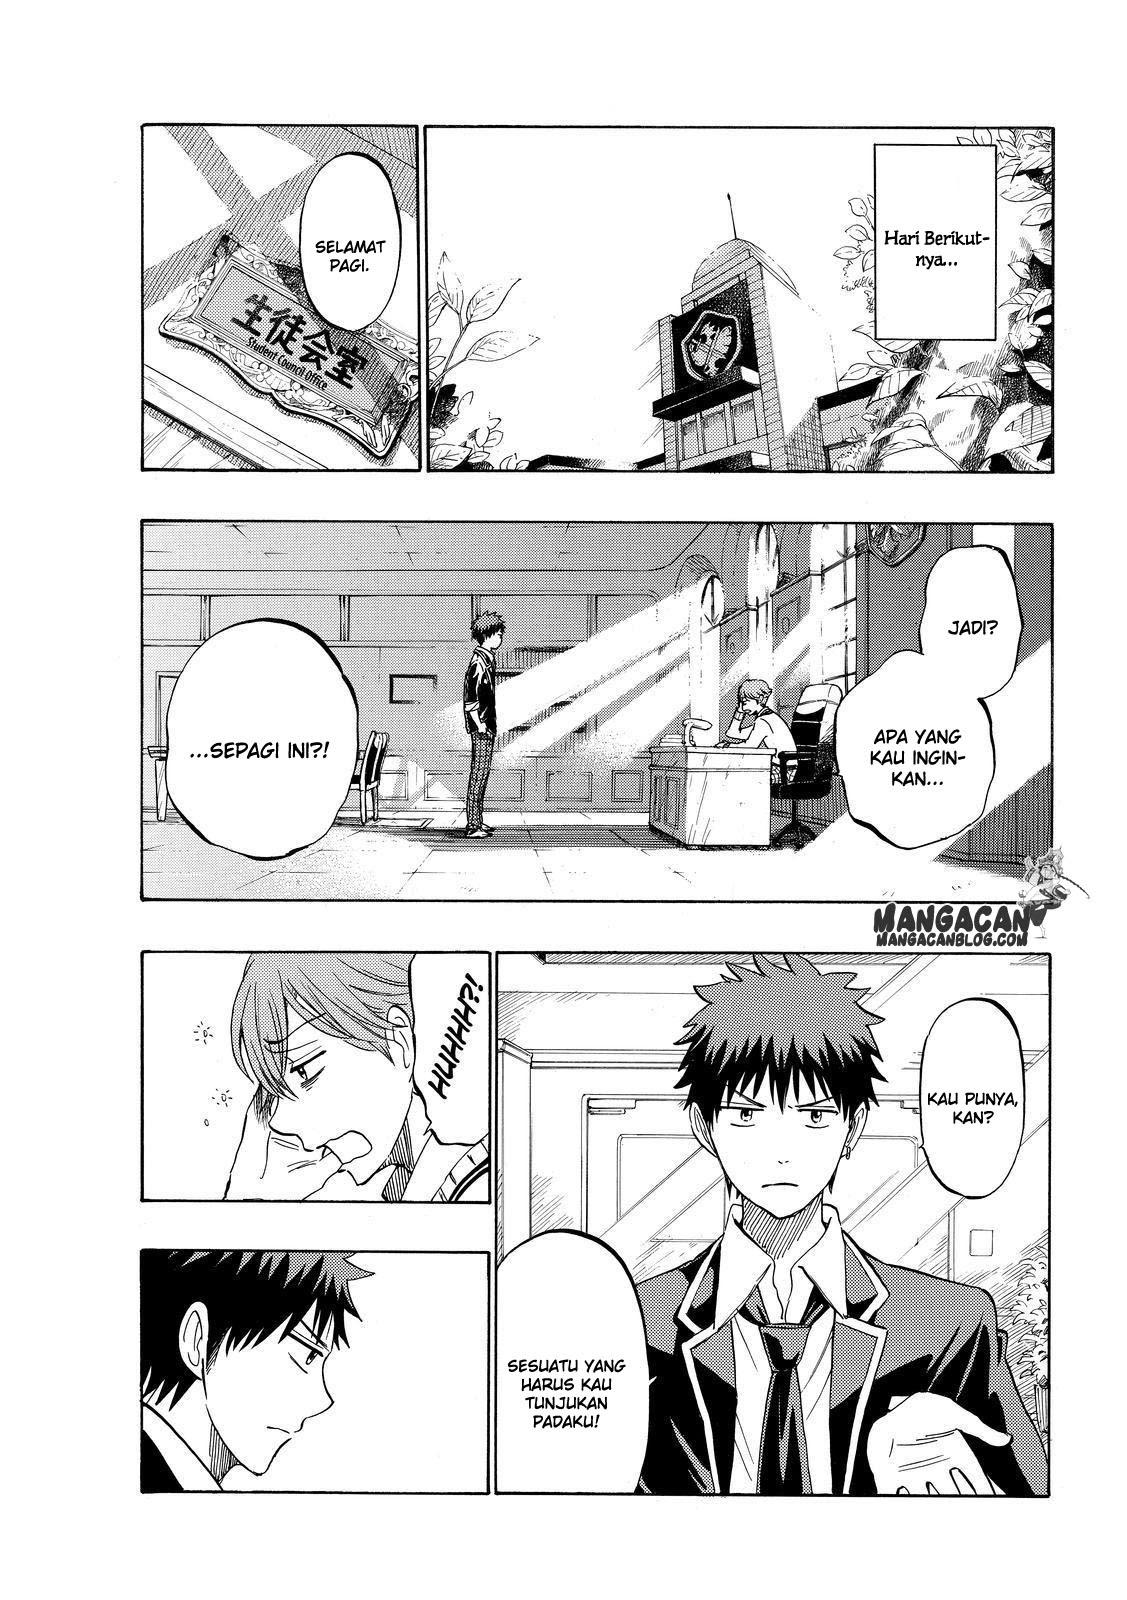 Hari Berikut-
nya...
SELAMAT
PAGI.
生徒会室
Student Council Office
JADI?
APA YANG
KAU INGIN-
KAN...
...SEPAGI INI?!
MANGACAN
MANGACANBLOG.COM
KAU PUNYA,
KAN?
SESUATU YANG
HARUS KAU
TUNJUKAN
PADAKU!
HUHHH?!